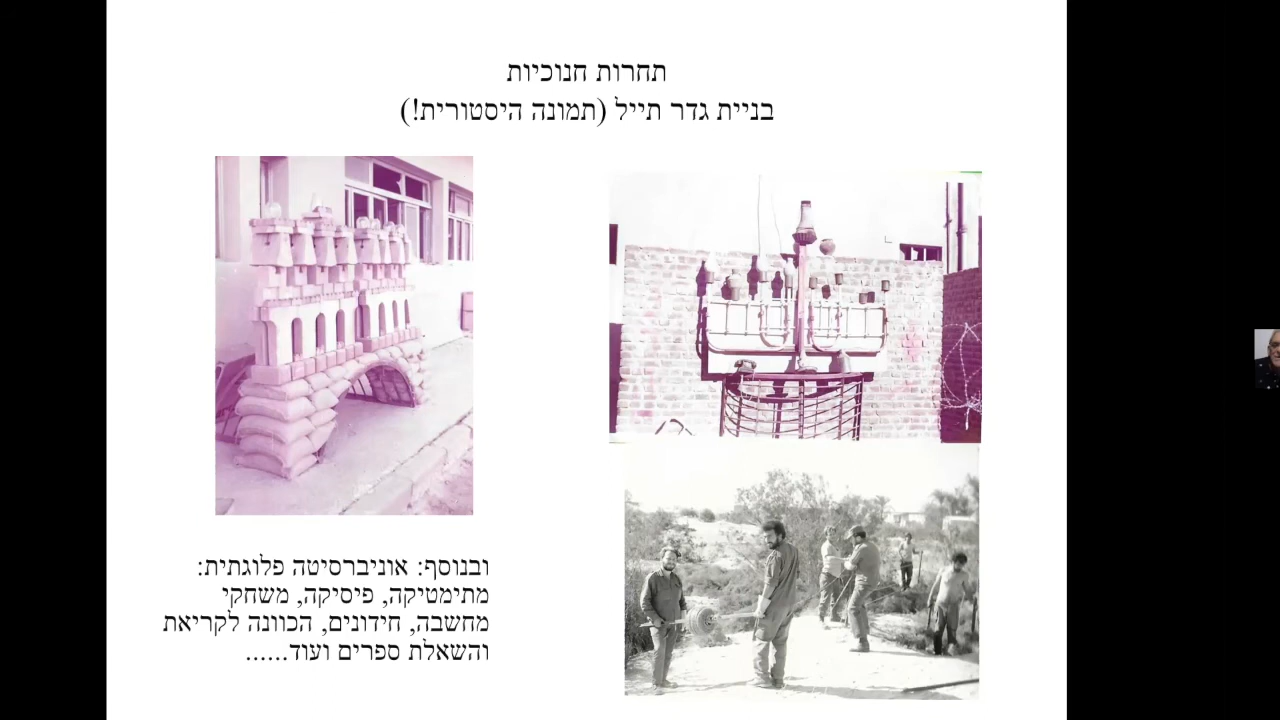 תחרות חנוכיות
בניית גדר תייל (תמונה היסטורית!)
ובנוסף: אוניברסיטה פלוגתית:
מתימטיקה, פיסיקה, משחקי
מחשבה, חידונים, הכוונה לקריאת
והשאלת ספרים ועוד......